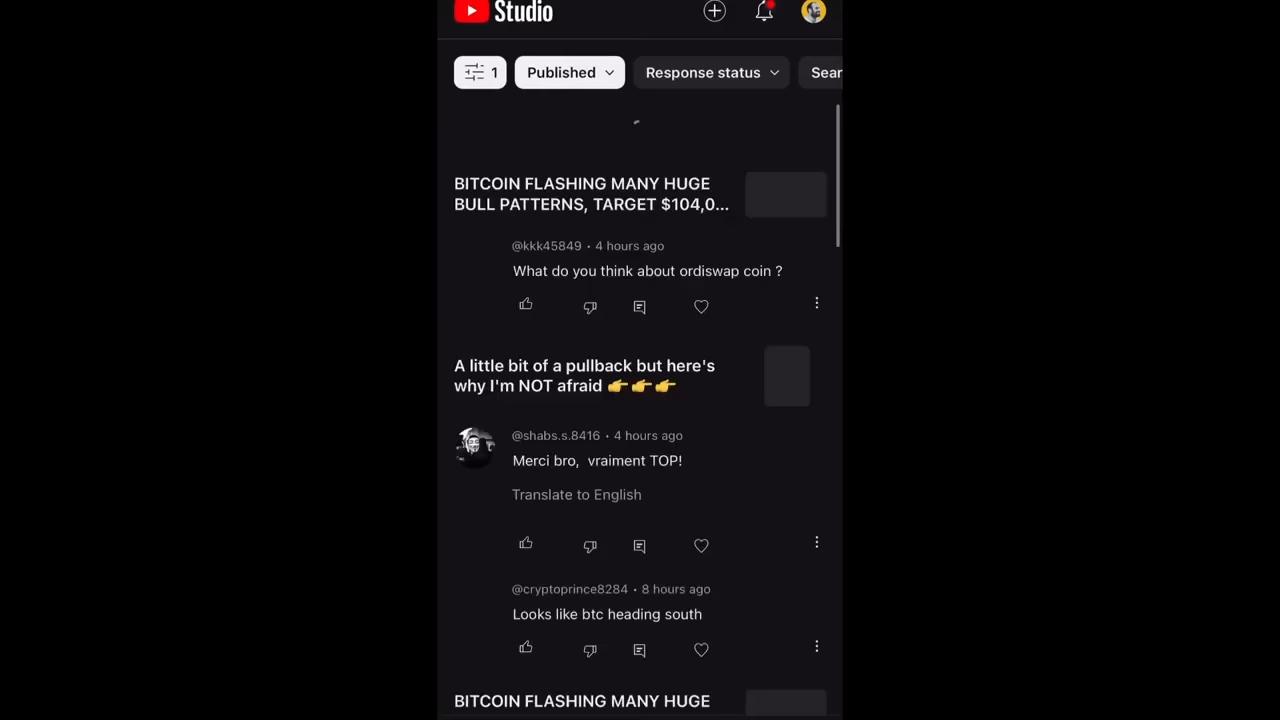 Studio
1
Published
Response status
Sear
BITCOIN FLASHING MANY HUGE
BULL PATTERNS, TARGET $104,0...
@kkk45849 • 4 hours ago
What do you think about ordiswap coin ?
A little bit of a pullback but here's
why I'm NOT afraid 👉👉👉
@shabs.s.8416 • 4 hours ago
Merci bro, vraiment TOP!
Translate to English
@cryptoprince8284 • 8 hours ago
Looks like btc heading south
BITCOIN FLASHING MANY HUGE